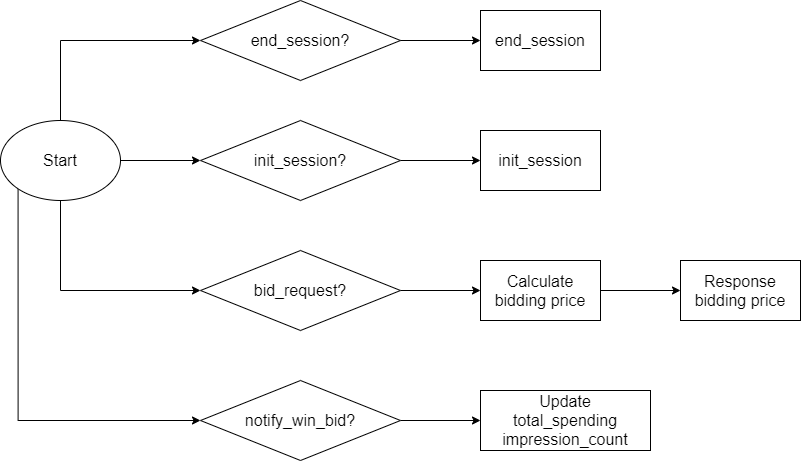 end_session?
end_session
Start
init_session?
init_session
bid_request?
Calculate
bidding price
Response
bidding price
notify_win_bid?
Update
total_spending
impression_count